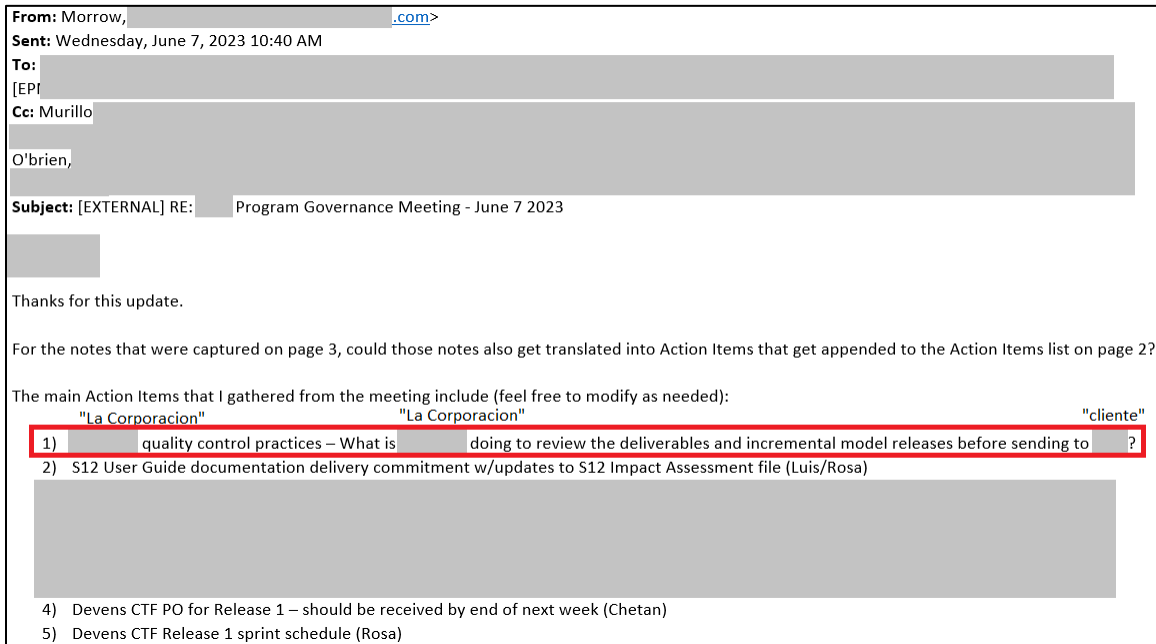 From: Morrow, .com>
Sent: Wednesday, June 7, 2023 10:40 AM
To:
Cc: Murillo
O'brien,
Subject: [EXTERNAL] RE: Program Governance Meeting - June 7 2023
Thanks for this update.
For the notes that were captured on page 3, could those notes also get translated into Action Items that get appended to the Action Items list on page 2?
The main Action Items that I gathered from the meeting include (feel free to modify as needed):
"La Corporacion" "La Corporacion" "cliente"
1) quality control practices – What is doing to review the deliverables and incremental model releases before sending to ?
2) S12 User Guide documentation delivery commitment w/updates to S12 Impact Assessment file (Luis/Rosa)
4) Devens CTF PO for Release 1 – should be received by end of next week (Chetan)
5) Devens CTF Release 1 sprint schedule (Rosa)